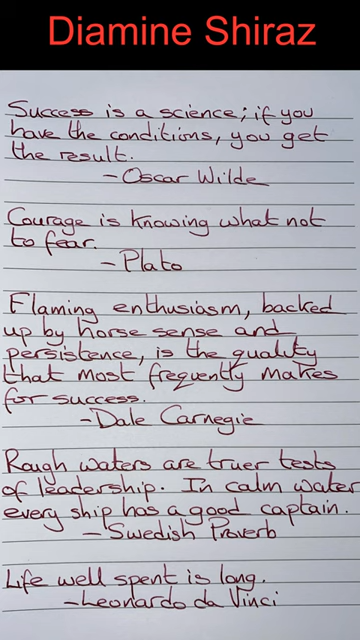 Diamine Shiraz
Success is a science; if you
have the conditions, you get
the result.
-Oscar Wilde
Courage is knowing what not
to fear.
-Plato
Flaming enthusiasm, backed
up by horse sense and
persistence, is the quality
that most frequently makes
for success.
-Dale Carnegie
Rough waters are truer tests
of leadership. In calm water
every ship has a good captain.
-Swedish Proverb
Life well spent is long.
-Leonardo da Vinci